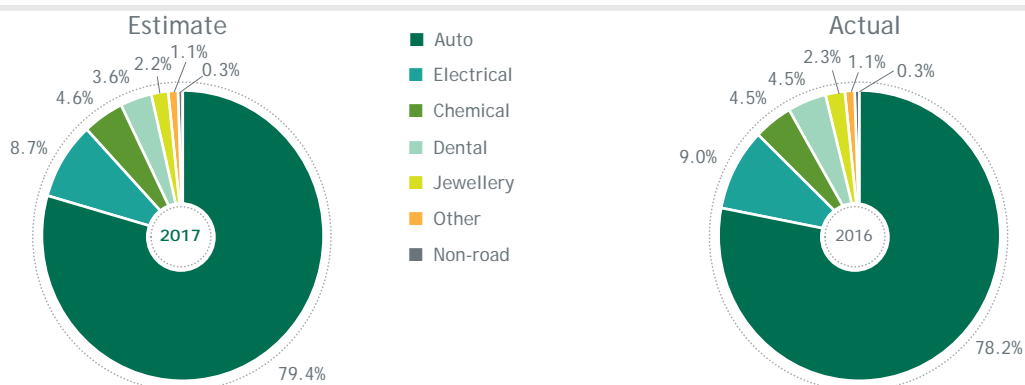 Estimate
1.1%
2.2%
0.3%
3.6%
4.6%
8.7%
2017
79.4%
Auto
Electrical
Chemical
Dental
Jewellery
Other
Non-road
Actual
2.3%
1.1%
0.3%
4.5%
4.5%
9.0%
2016
78.2%